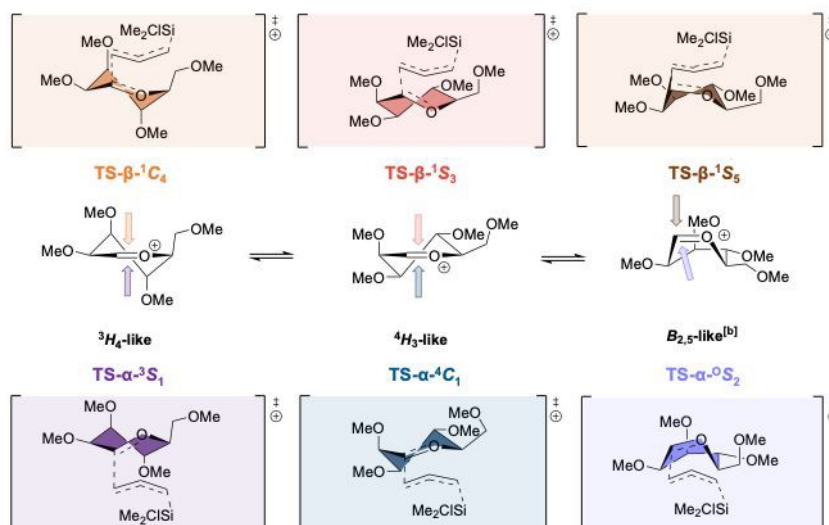 Me2ClSi
MeO
MeO
OMe
O
OMe
‡
⊕
Me2ClSi
MeO
MeO
OMe
OMe
O
‡
⊕
Me2ClSi
MeO
MeO
OMe
OMe
O
TS-β-¹C₄
TS-β-¹S₃
TS-β-¹S₅
MeO
MeO
OMe
O
⊕
OMe
MeO
MeO
OMe
OMe
O
⊕
MeO
MeO
O
⊕
OMe
OMe
³H₄-like
⁴H₃-like
B₂,₅-like[b]
TS-α-³S₁
TS-α-⁴C₁
TS-α-ᴼS₂
MeO
MeO
OMe
O
OMe
Me2ClSi
‡
⊕
MeO
MeO
OMe
OMe
O
Me2ClSi
‡
⊕
MeO
MeO
OMe
OMe
O
Me2ClSi